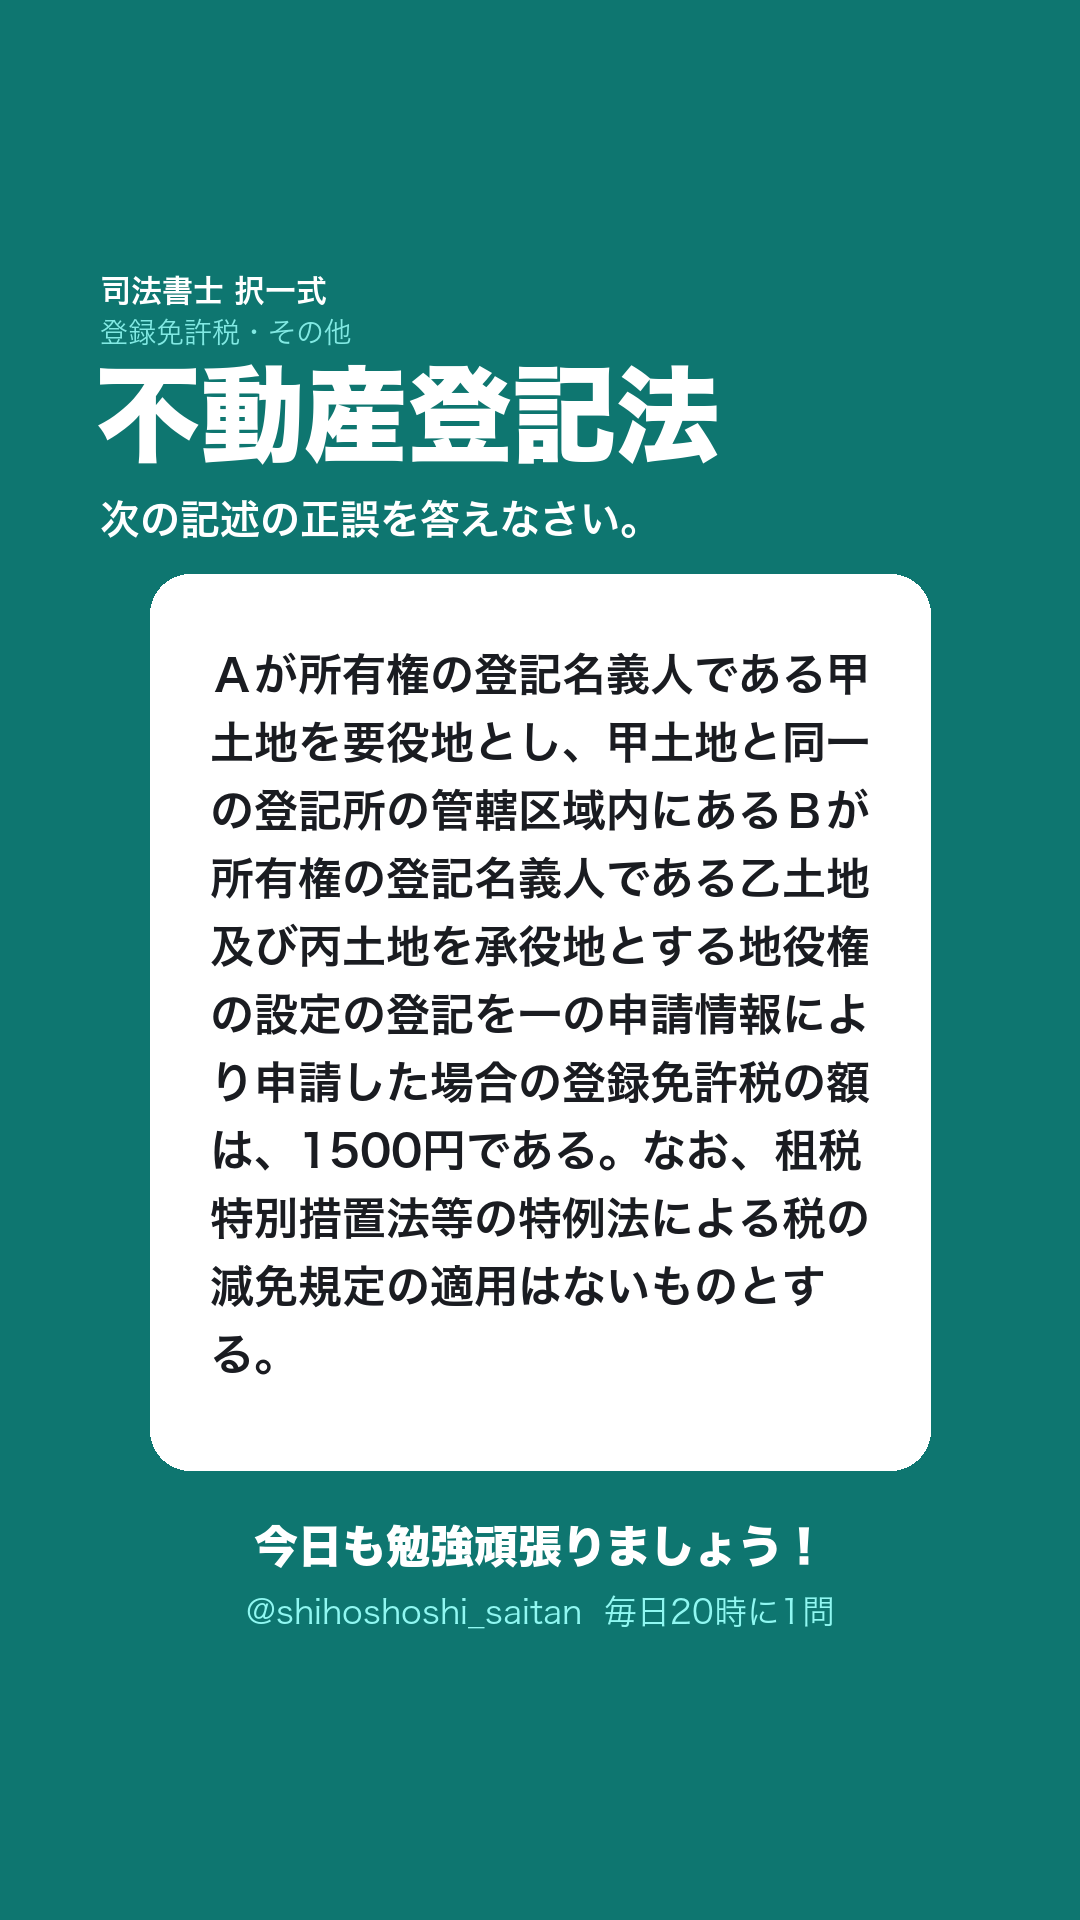 司法書士 択一式
登録免許税・その他
不動産登記法
次の記述の正誤を答えなさい。
Ａが所有権の登記名義人である甲
土地を要役地とし、甲土地と同一
の登記所の管轄区域内にあるＢが
所有権の登記名義人である乙土地
及び丙土地を承役地とする地役権
の設定の登記を一の申請情報によ
り申請した場合の登録免許税の額
は、1500円である。なお、租税
特別措置法等の特例法による税の
減免規定の適用はないものとす
る。
今日も勉強頑張りましょう！
@shihoshoshi_saitan 毎日20時に1問